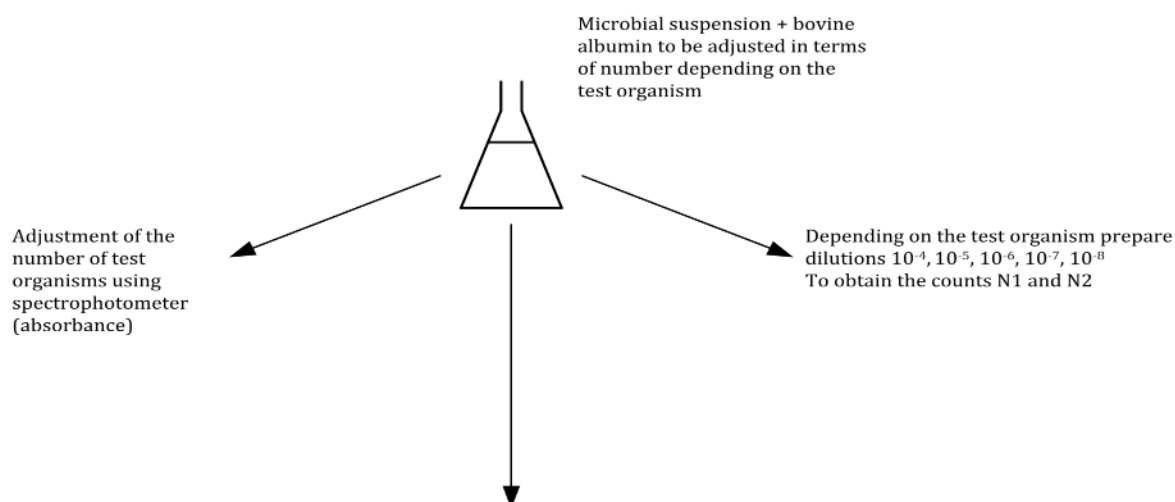 Microbial suspension + bovine
albumin to be adjusted in terms
of number depending on the
test organism
Adjustment of the
number of test
organisms using
spectrophotometer
(absorbance)
Depending on the test organism prepare
dilutions 10⁻⁴, 10⁻⁵, 10⁻⁶, 10⁻⁷, 10⁻⁸
To obtain the counts N1 and N2